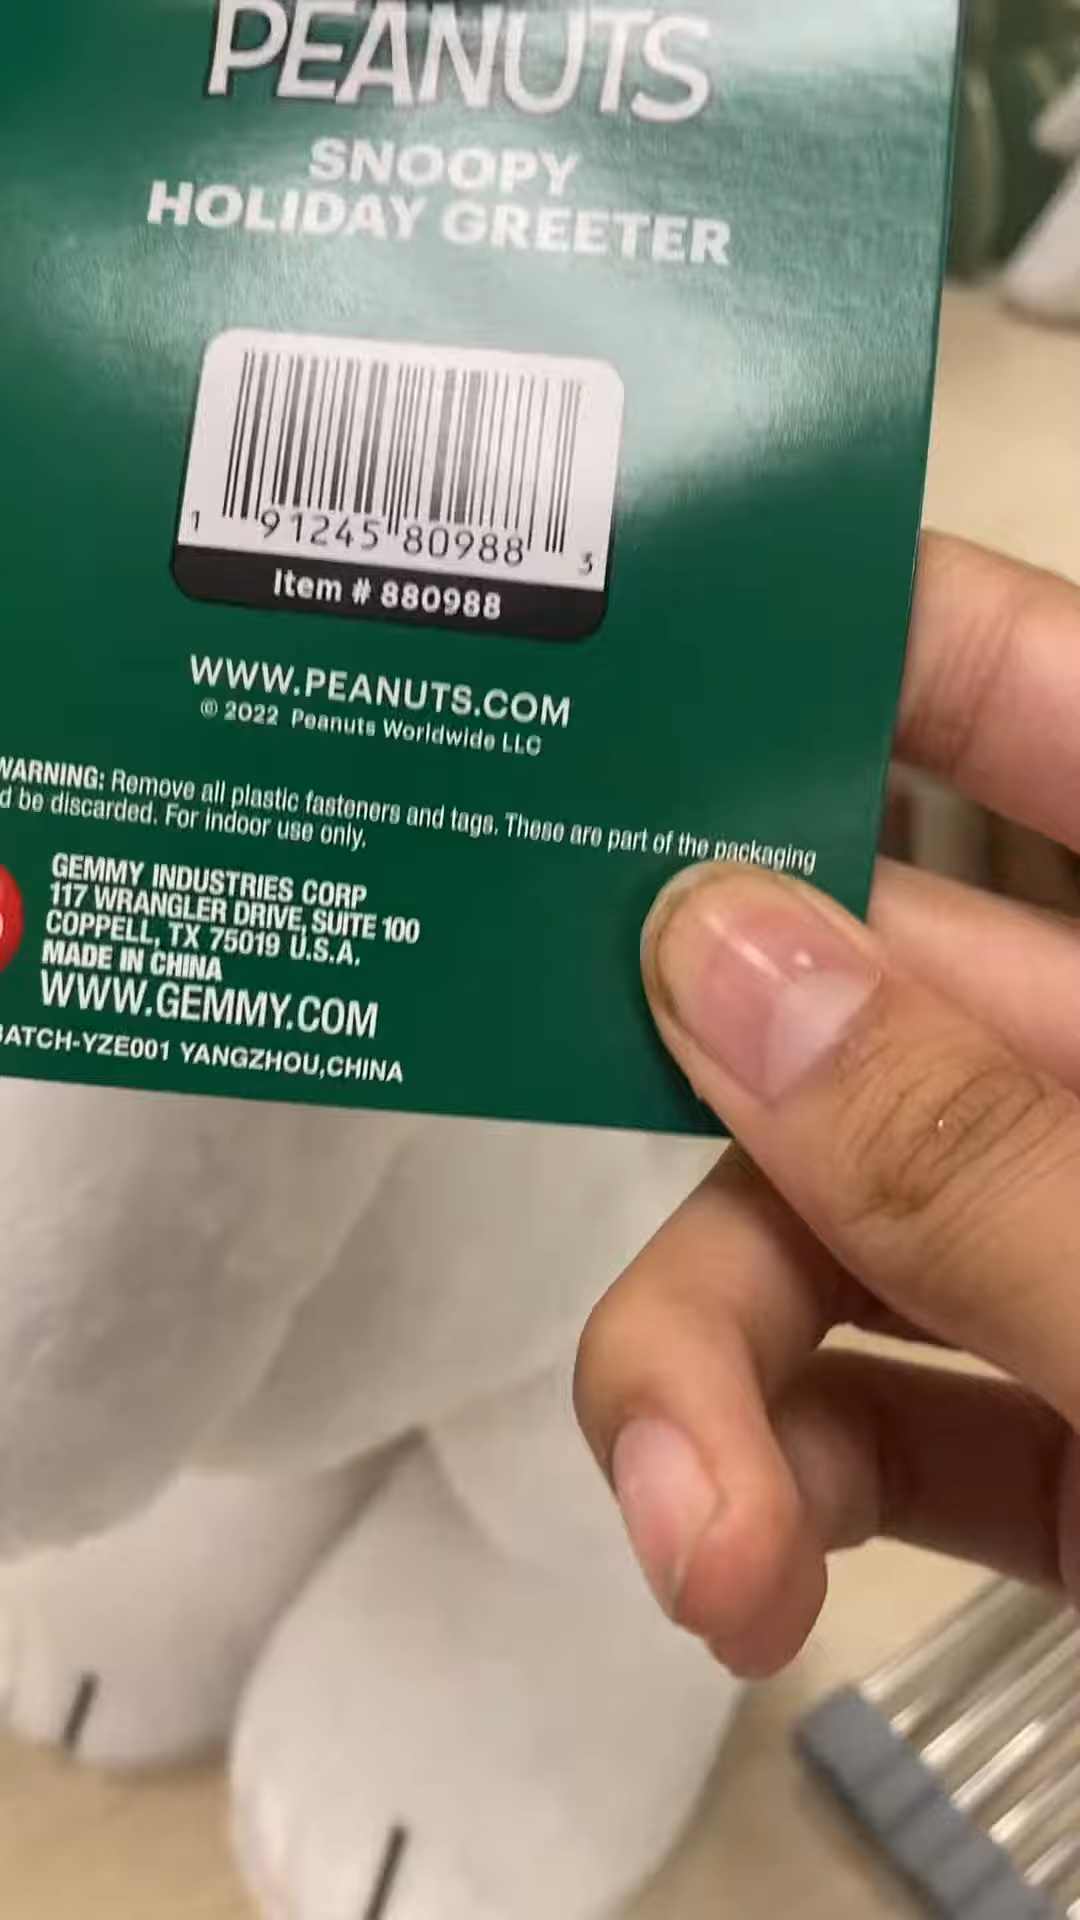 PEANUTS
SNOOPY
HOLIDAY GREETER
1 91245 80988 3
Item # 880988
WWW.PEANUTS.COM
© 2022 Peanuts Worldwide LLC
WARNING: Remove all plastic fasteners and tags. These are part of the packaging
d be discarded. For indoor use only.
GEMMY INDUSTRIES CORP
117 WRANGLER DRIVE, SUITE 100
COPPELL, TX 75019 U.S.A.
MADE IN CHINA
WWW.GEMMY.COM
BATCH-YZE001 YANGZHOU,CHINA